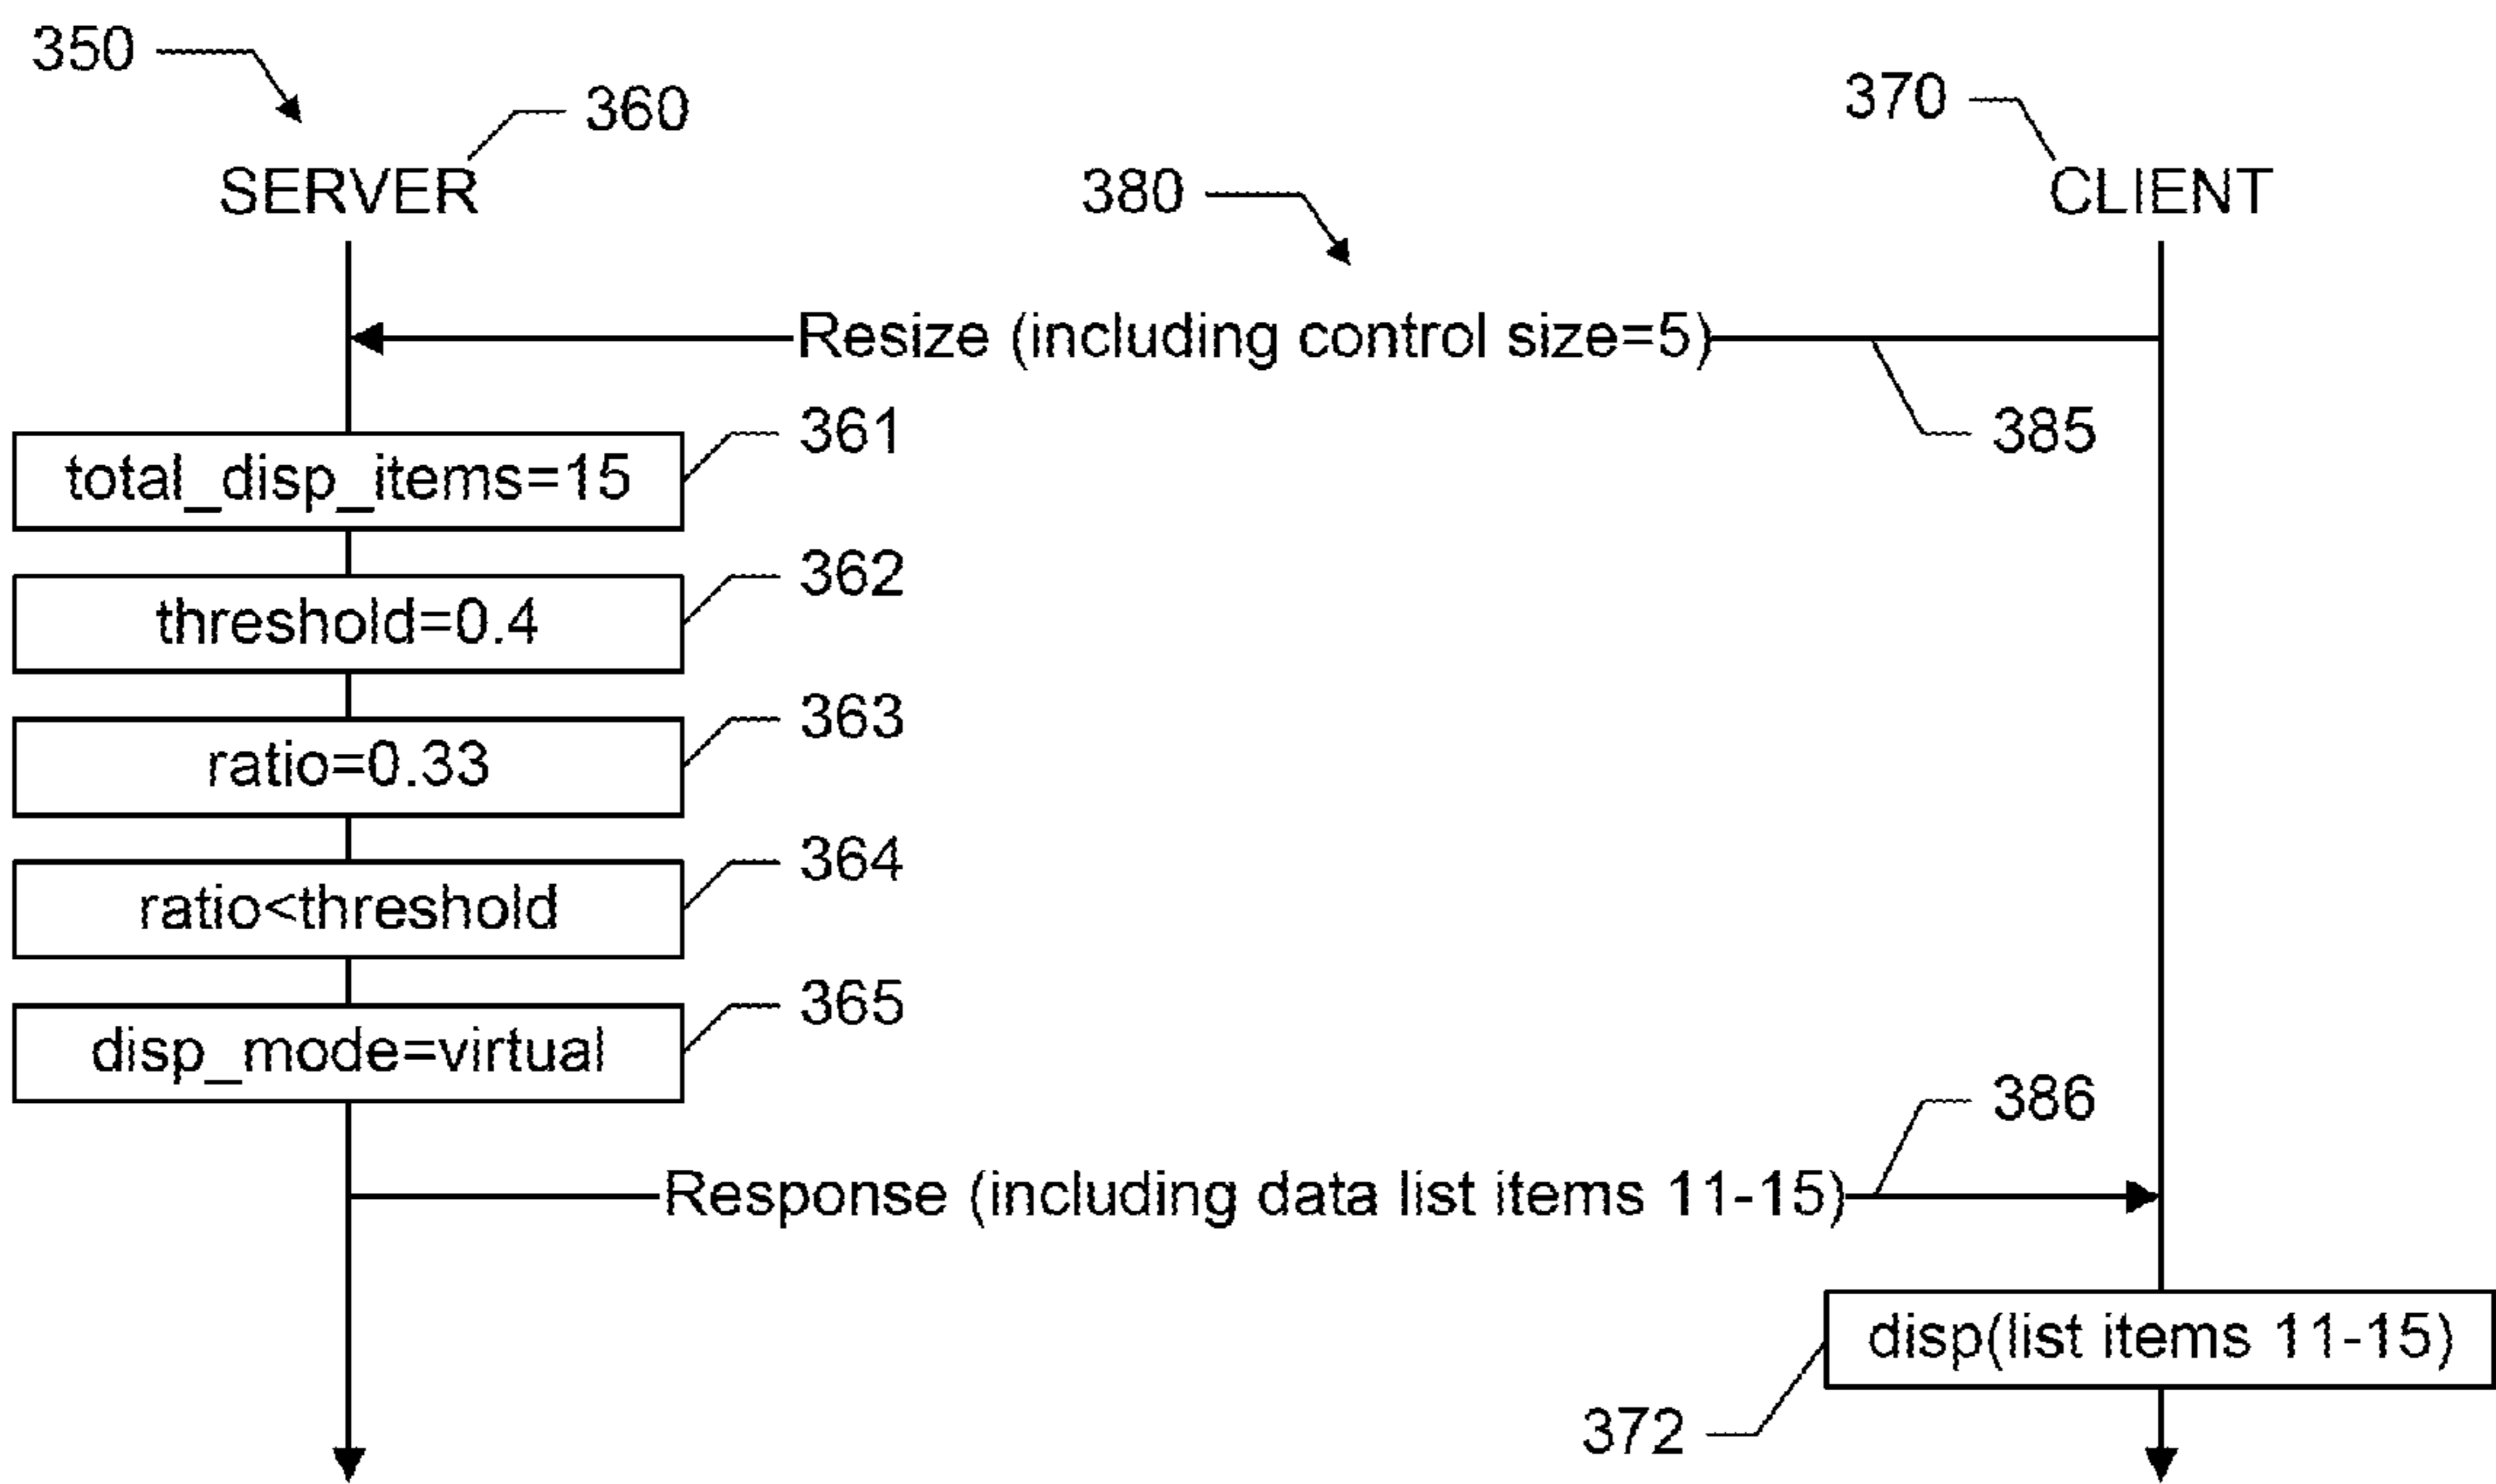 350
360
370
SERVER
380
CLIENT
Resize (including control size=5)
361
385
total_disp_items=15
362
threshold=0.4
363
ratio=0.33
364
ratio<threshold
365
disp_mode=virtual
386
Response (including data list items 11-15)
disp(list items 11-15)
372